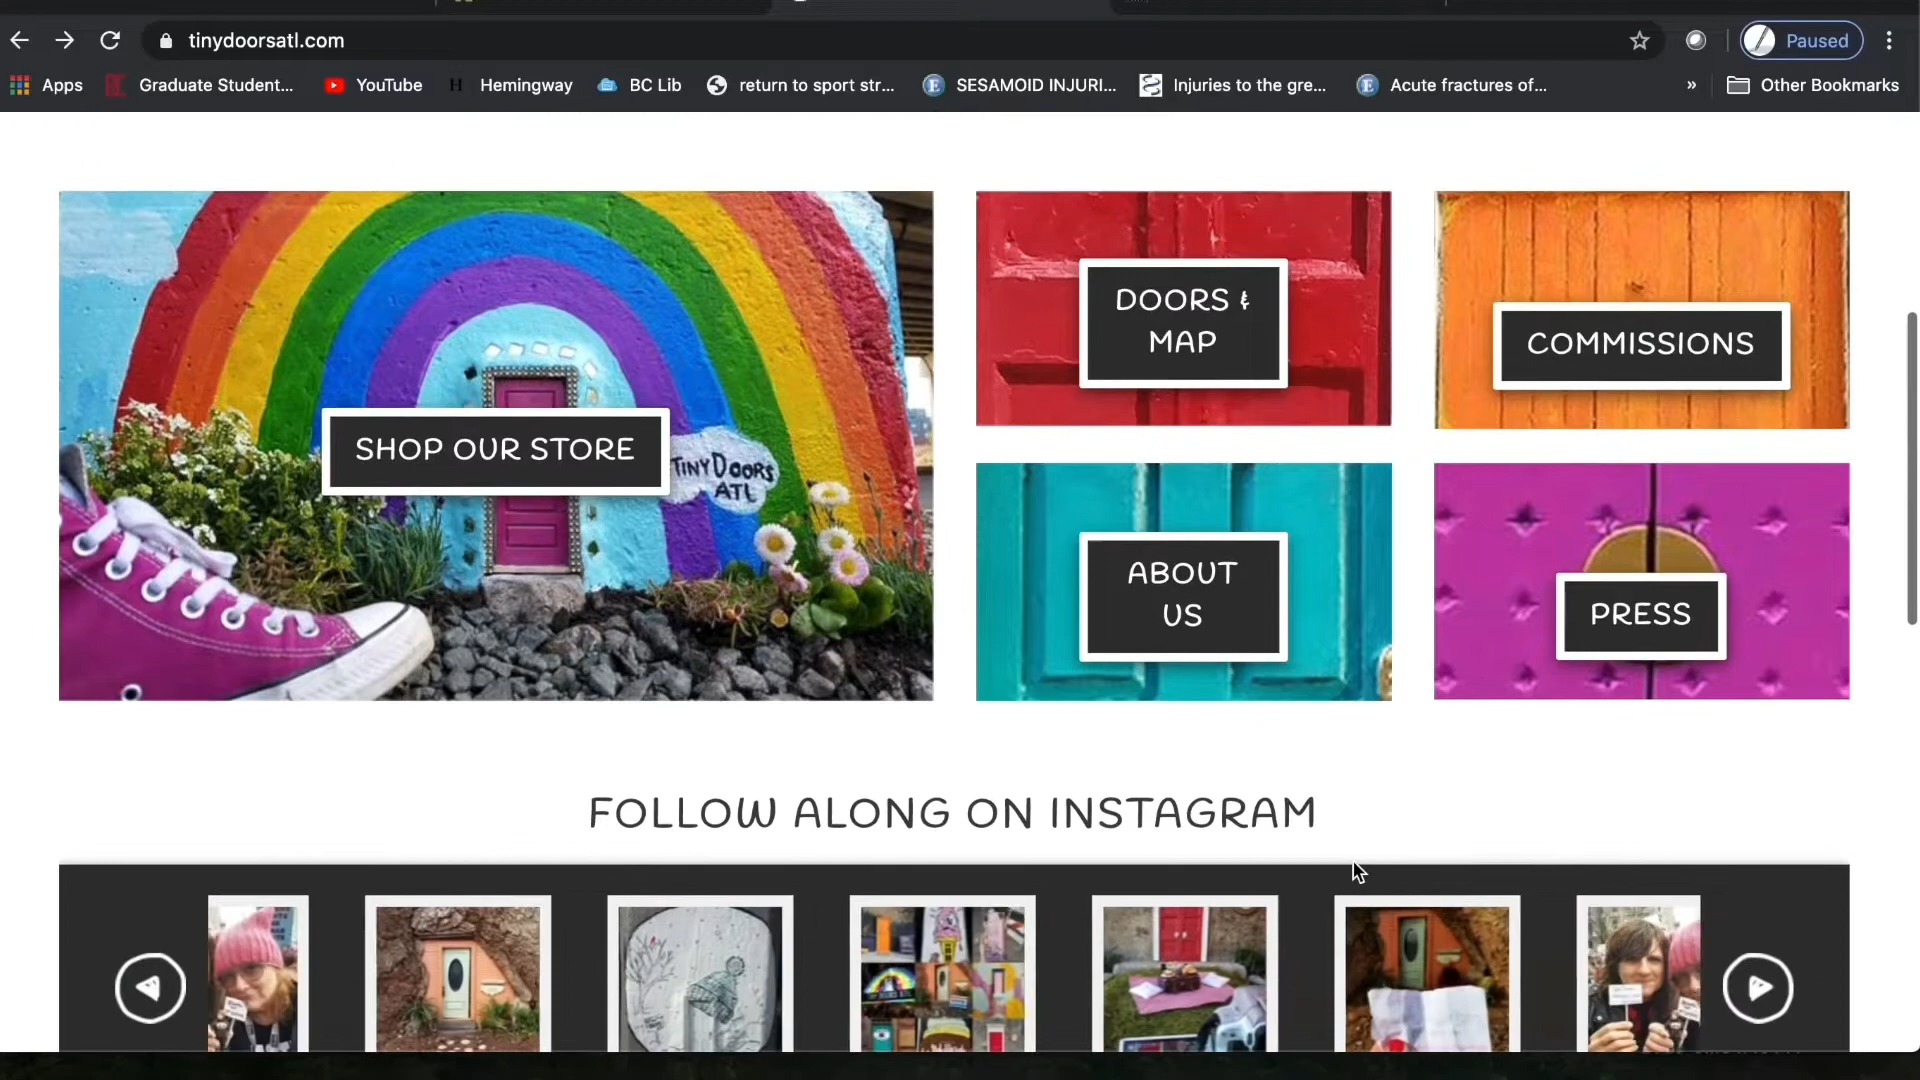 tinydoorsatl.com
Paused
Apps
Graduate Student...
YouTube
H Hemingway
BC Lib
return to sport str...
E SESAMOID INJURI...
Injuries to the gre...
E Acute fractures of...
»
Other Bookmarks
SHOP OUR STORE
TINY DOORS
ATL
DOORS &
MAP
COMMISSIONS
ABOUT
US
PRESS
FOLLOW ALONG ON INSTAGRAM